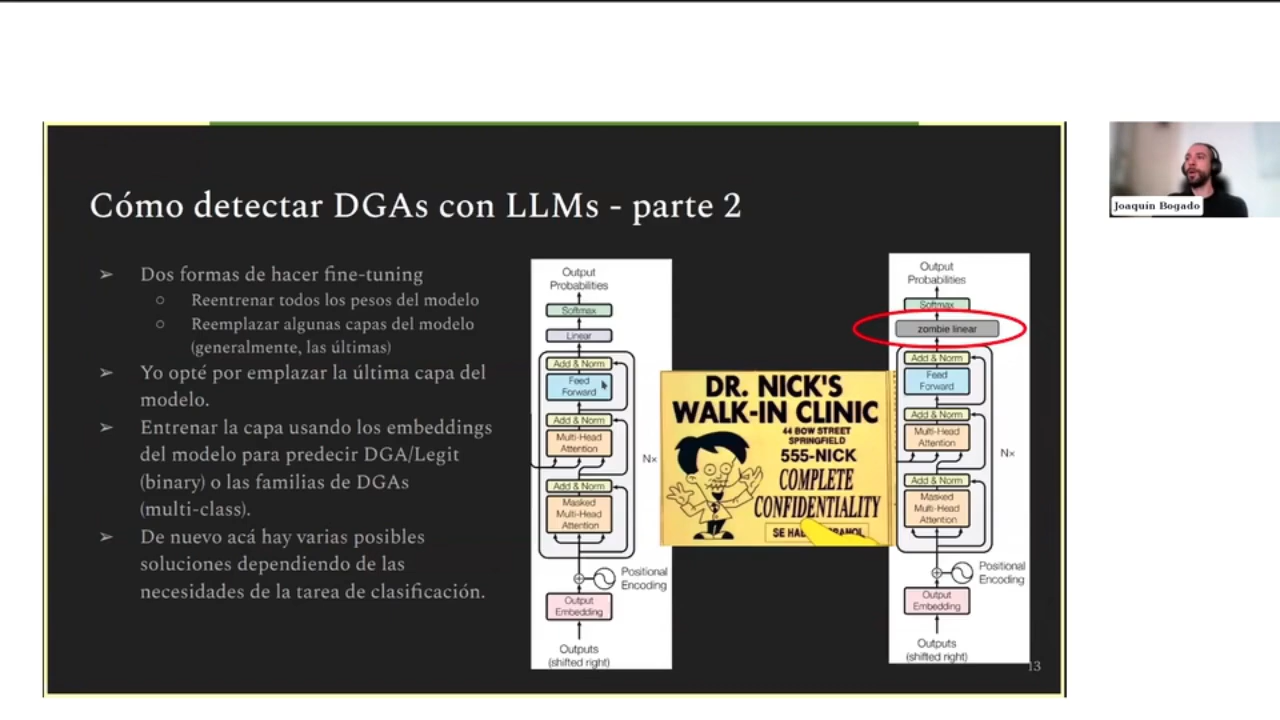 Cómo detectar DGAs con LLMs - parte 2
➢ Dos formas de hacer fine-tuning
○ Reentrenar todos los pesos del modelo
○ Reemplazar algunas capas del modelo
(generalmente, las últimas)
➢ Yo opté por emplazar la última capa del
modelo.
➢ Entrenar la capa usando los embeddings
del modelo para predecir DGA/Legit
(binary) o las familias de DGAs
(multi-class).
➢ De nuevo acá hay varias posibles
soluciones dependiendo de las
necesidades de la tarea de clasificación.
Output
Probabilities
Softmax
Linear
Add & Norm
Feed
Forward
Add & Norm
Multi-Head
Attention
Nx
Add & Norm
Masked
Multi-Head
Attention
Positional
Encoding
Output
Embedding
Outputs
(shifted right)
DR. NICK'S
WALK-IN CLINIC
44 BOW STREET
SPRINGFIELD
555-NICK
COMPLETE
CONFIDENTIALITY
SE
Output
Probabilities
Softmax
zombie linear
Add & Norm
Feed
Forward
Add & Norm
Multi-Head
Attention
Nx
Add & Norm
Masked
Multi-Head
Attention
Positional
Encoding
Output
Embedding
Outputs
(shifted right)
13
Joaquín Bogado